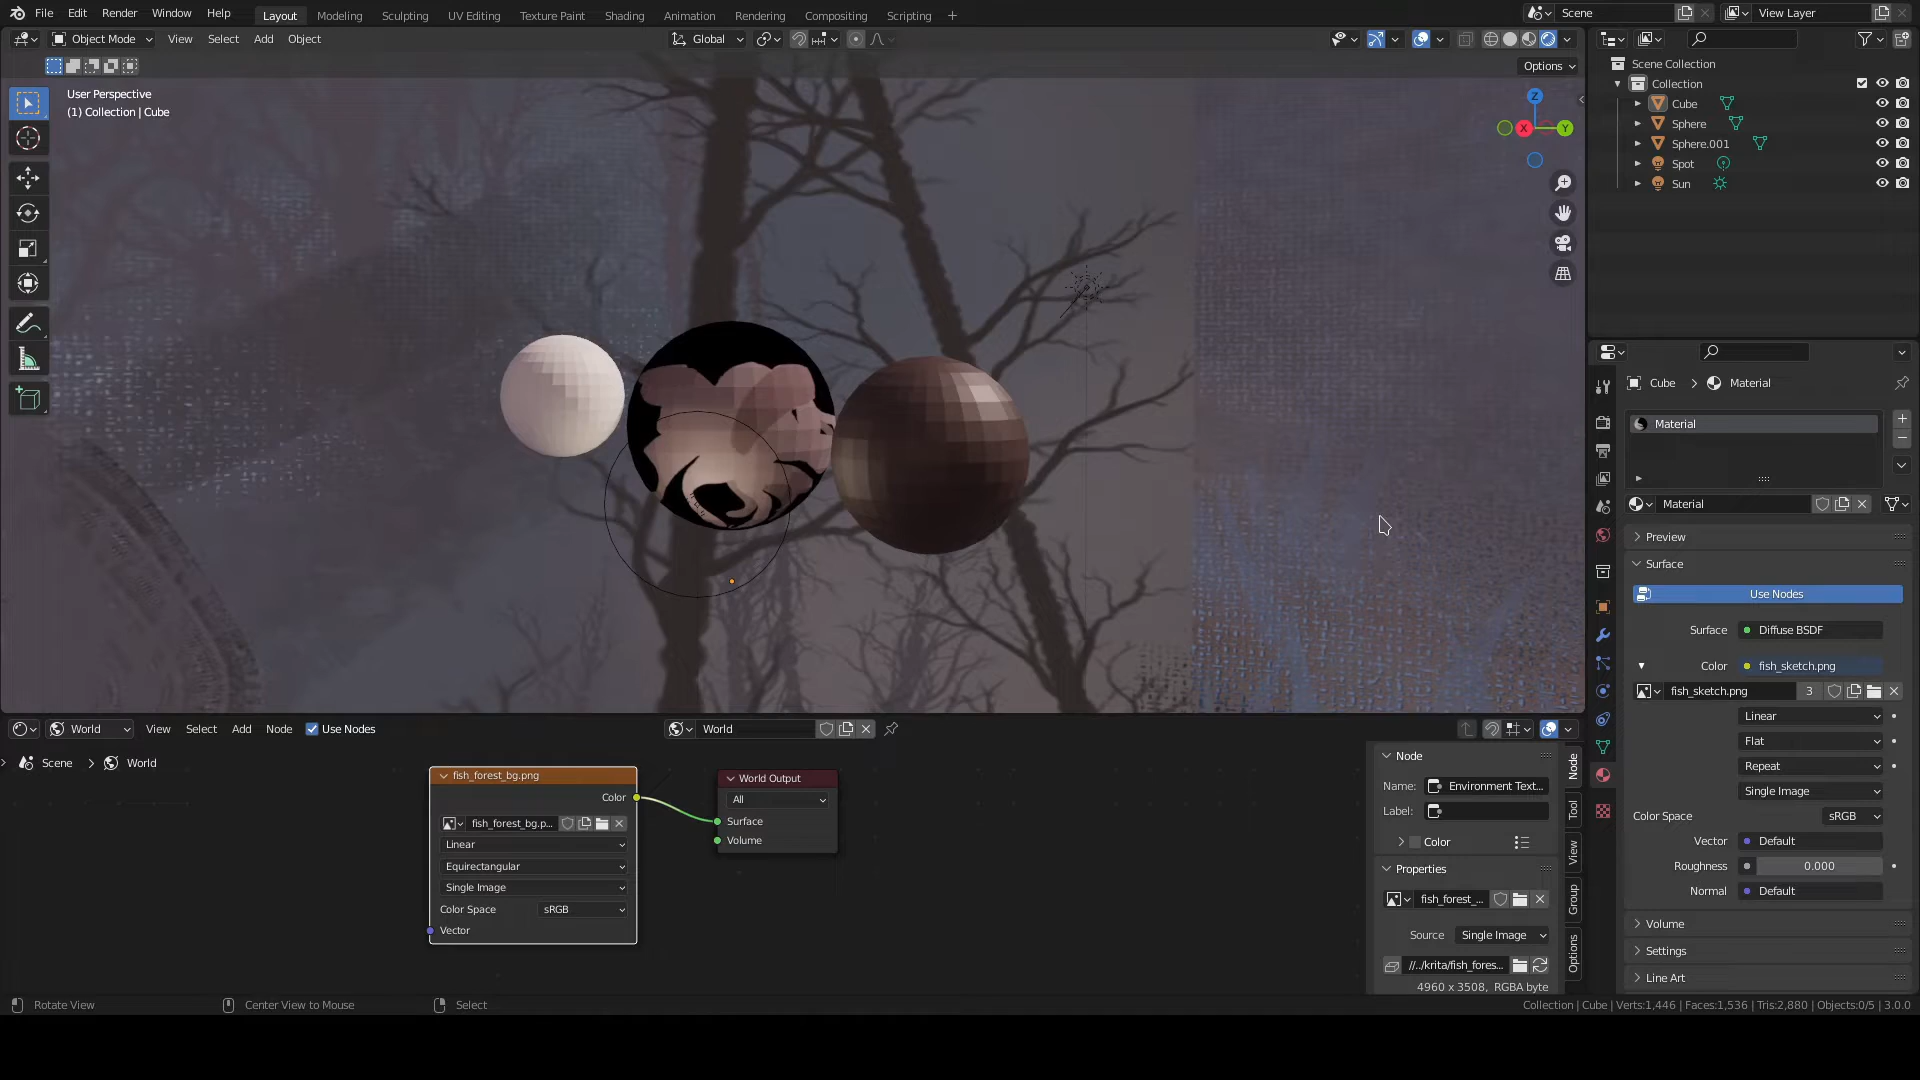 File Edit Render Window Help Layout Modeling Sculpting UV Editing Texture Paint Shading Animation Rendering Compositing Scripting + Scene View Layer
Object Mode View Select Add Object Global
Options
User Perspective
(1) Collection | Cube
Z
X Y
Scene Collection
Collection
Cube
Sphere
Sphere.001
Spot
Sun
Cube Material
Material
Material
Preview
Surface
Use Nodes
Surface Diffuse BSDF
Color fish_sketch.png
fish_sketch.png 3
Linear
Flat
Repeat
Single Image
Color Space sRGB
Vector Default
Roughness 0.000
Normal Default
Volume
Settings
Line Art
World View Select Add Node Use Nodes World
Scene World
fish_forest_bg.png
Color
fish_forest_bg.p...
Linear
Equirectangular
Single Image
Color Space sRGB
Vector
World Output
All
Surface
Volume
Node
Name: Environment Text...
Label:
Color
Properties
fish_forest_...
Source Single Image
//../krita/fish_fores...
4960 x 3508, RGBA byte
Node
Tool
View
Group
Options
Rotate View Center View to Mouse Select Collection | Cube | Verts:1,446 | Faces:1,536 | Tris:2,880 | Objects:0/5 | 3.0.0